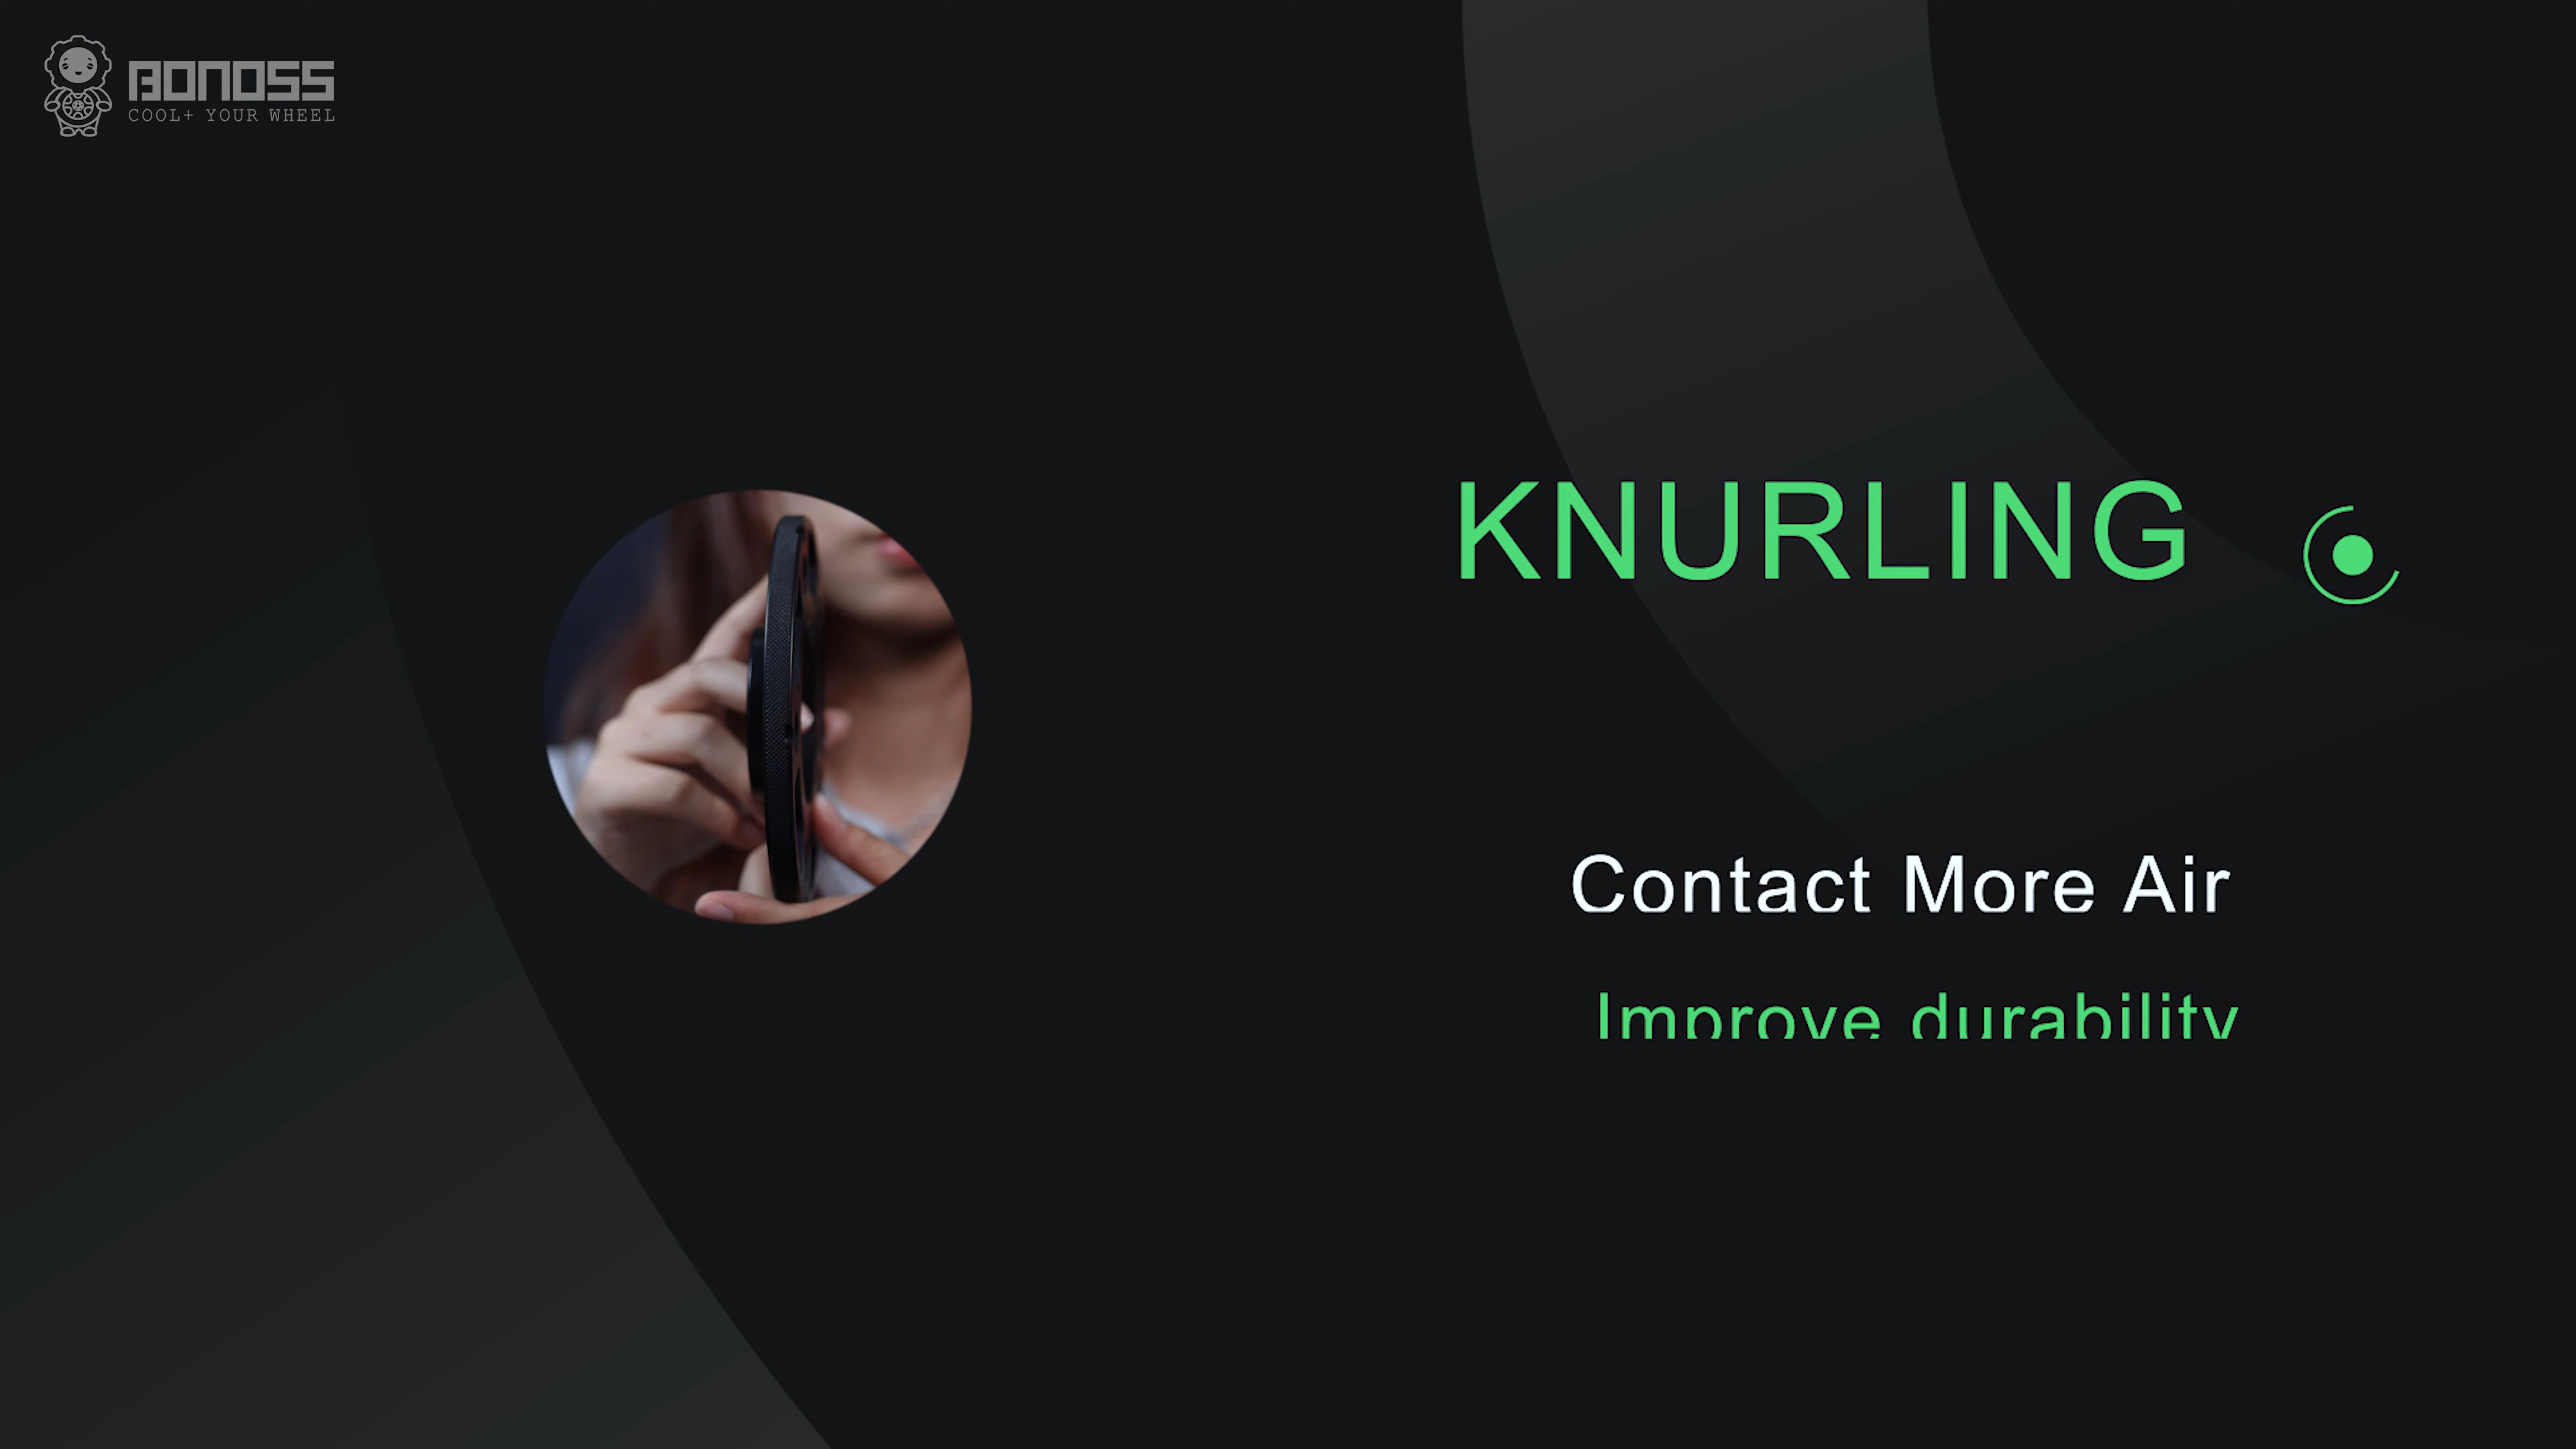 BONOSS
COOL+ YOUR WHEEL
KNURLING
Contact More Air
Improve durability